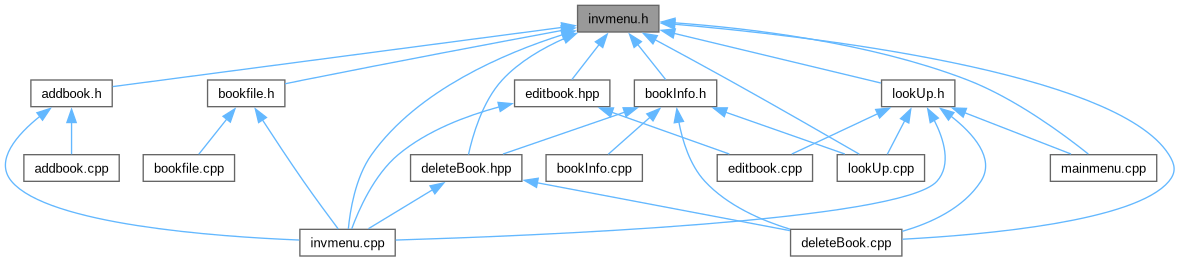 invmenu.h
addbook.h
bookfile.h
editbook.hpp
bookInfo.h
lookUp.h
addbook.cpp
bookfile.cpp
deleteBook.hpp
bookInfo.cpp
editbook.cpp
lookUp.cpp
mainmenu.cpp
invmenu.cpp
deleteBook.cpp